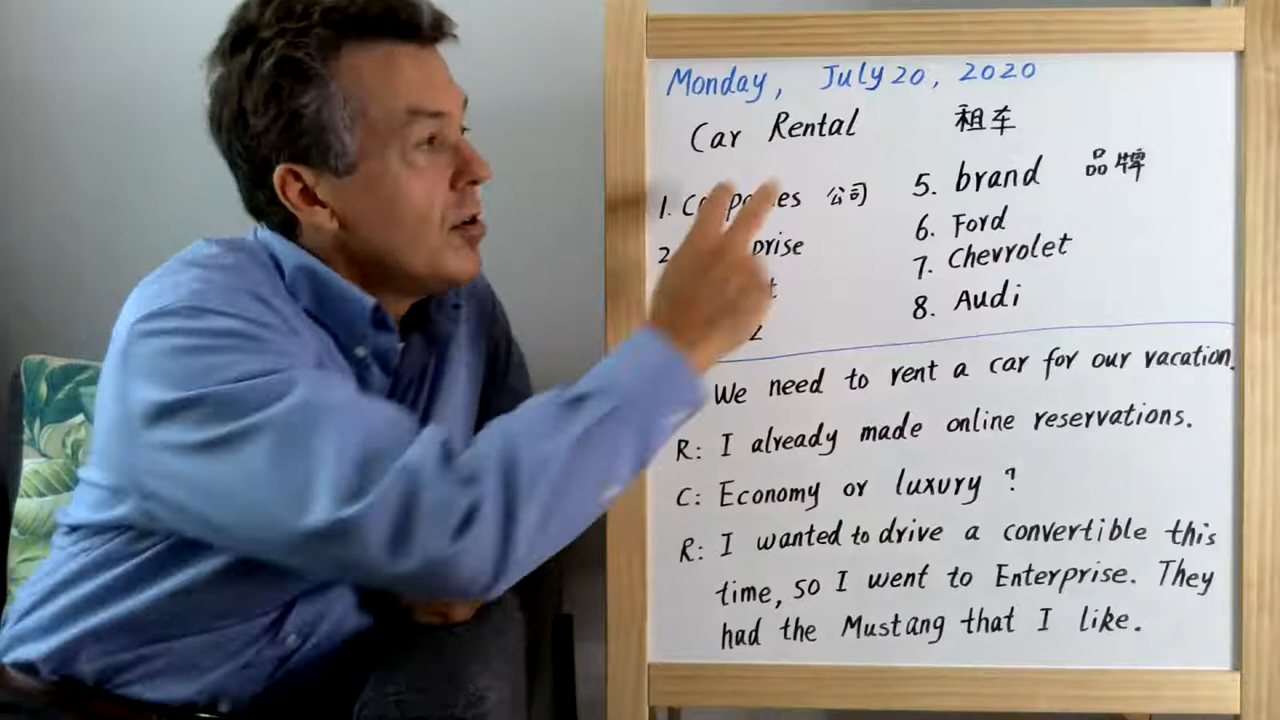 Monday, July 20, 2020
Car Rental 租车
1. 公司
2.
5. brand 品牌
6. Ford
7. Chevrolet
8. Audi
We need to rent a car for our vacation.
R: I already made online reservations.
C: Economy or luxury?
R: I wanted to drive a convertible this
time, so I went to Enterprise. They
had the Mustang that I like.